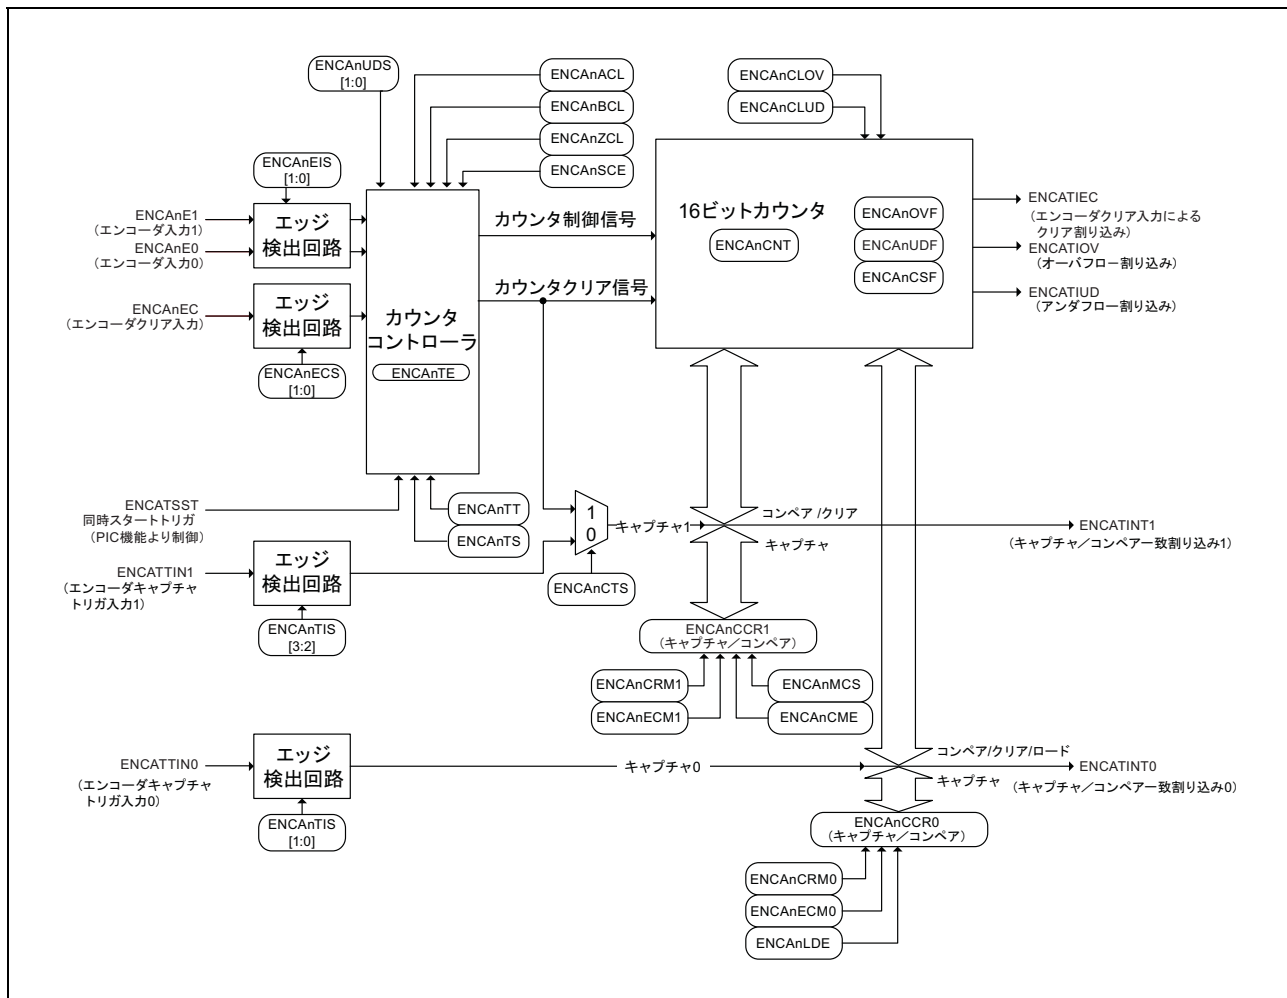 ENCAnUDS
[1:0]
ENCAnACL
ENCAnBCL
ENCAnZCL
ENCAnSCE
ENCAnCLOV
ENCAnCLUD
ENCAnEIS
[1:0]
ENCAnE1
(エンコーダ入力1)
ENCAnE0
(エンコーダ入力0)
エッジ
検出回路
ENCAnEC
(エンコーダクリア入力)
エッジ
検出回路
ENCAnECS
[1:0]
カウンタ
コントローラ
ENCAnTE
カウンタ制御信号
カウンタクリア信号
16ビットカウンタ
ENCAnCNT
ENCAnOVF
ENCAnUDF
ENCAnCSF
ENCATIEC
(エンコーダクリア入力による
クリア割り込み)
ENCATIOV
(オーバフロー割り込み)
ENCATIUD
(アンダフロー割り込み)
ENCATSST
同時スタートトリガ
(PIC機能より制御)
ENCAnTT
ENCAnTS
1
0
ENCAnCTS
キャプチャ1
コンペア /クリア
キャプチャ
ENCATINT1
(キャプチャ/コンペア一致割り込み1)
ENCATTIN1
(エンコーダキャプチャ
トリガ入力1)
エッジ
検出回路
ENCAnTIS
[3:2]
ENCAnCCR1
(キャプチャ/コンペア)
ENCAnCRM1
ENCAnECM1
ENCAnMCS
ENCAnCME
ENCATTIN0
(エンコーダキャプチャ
トリガ入力0)
エッジ
検出回路
ENCAnTIS
[1:0]
キャプチャ0
コンペア/クリア/ロード
キャプチャ
ENCATINT0
(キャプチャ/コンペア一致割り込み0)
ENCAnCCR0
(キャプチャ/コンペア)
ENCAnCRM0
ENCAnECM0
ENCAnLDE